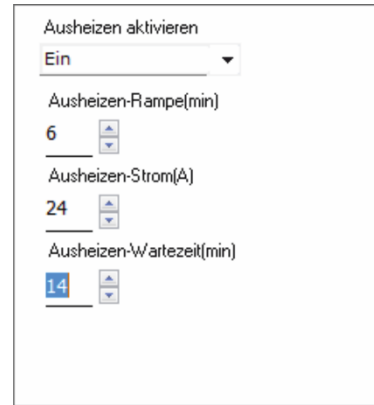 Ausheizen aktivieren
Ein
Ausheizen-Rampe(min)
6
Ausheizen-Strom(A)
24
Ausheizen-Wartezeit(min)
14